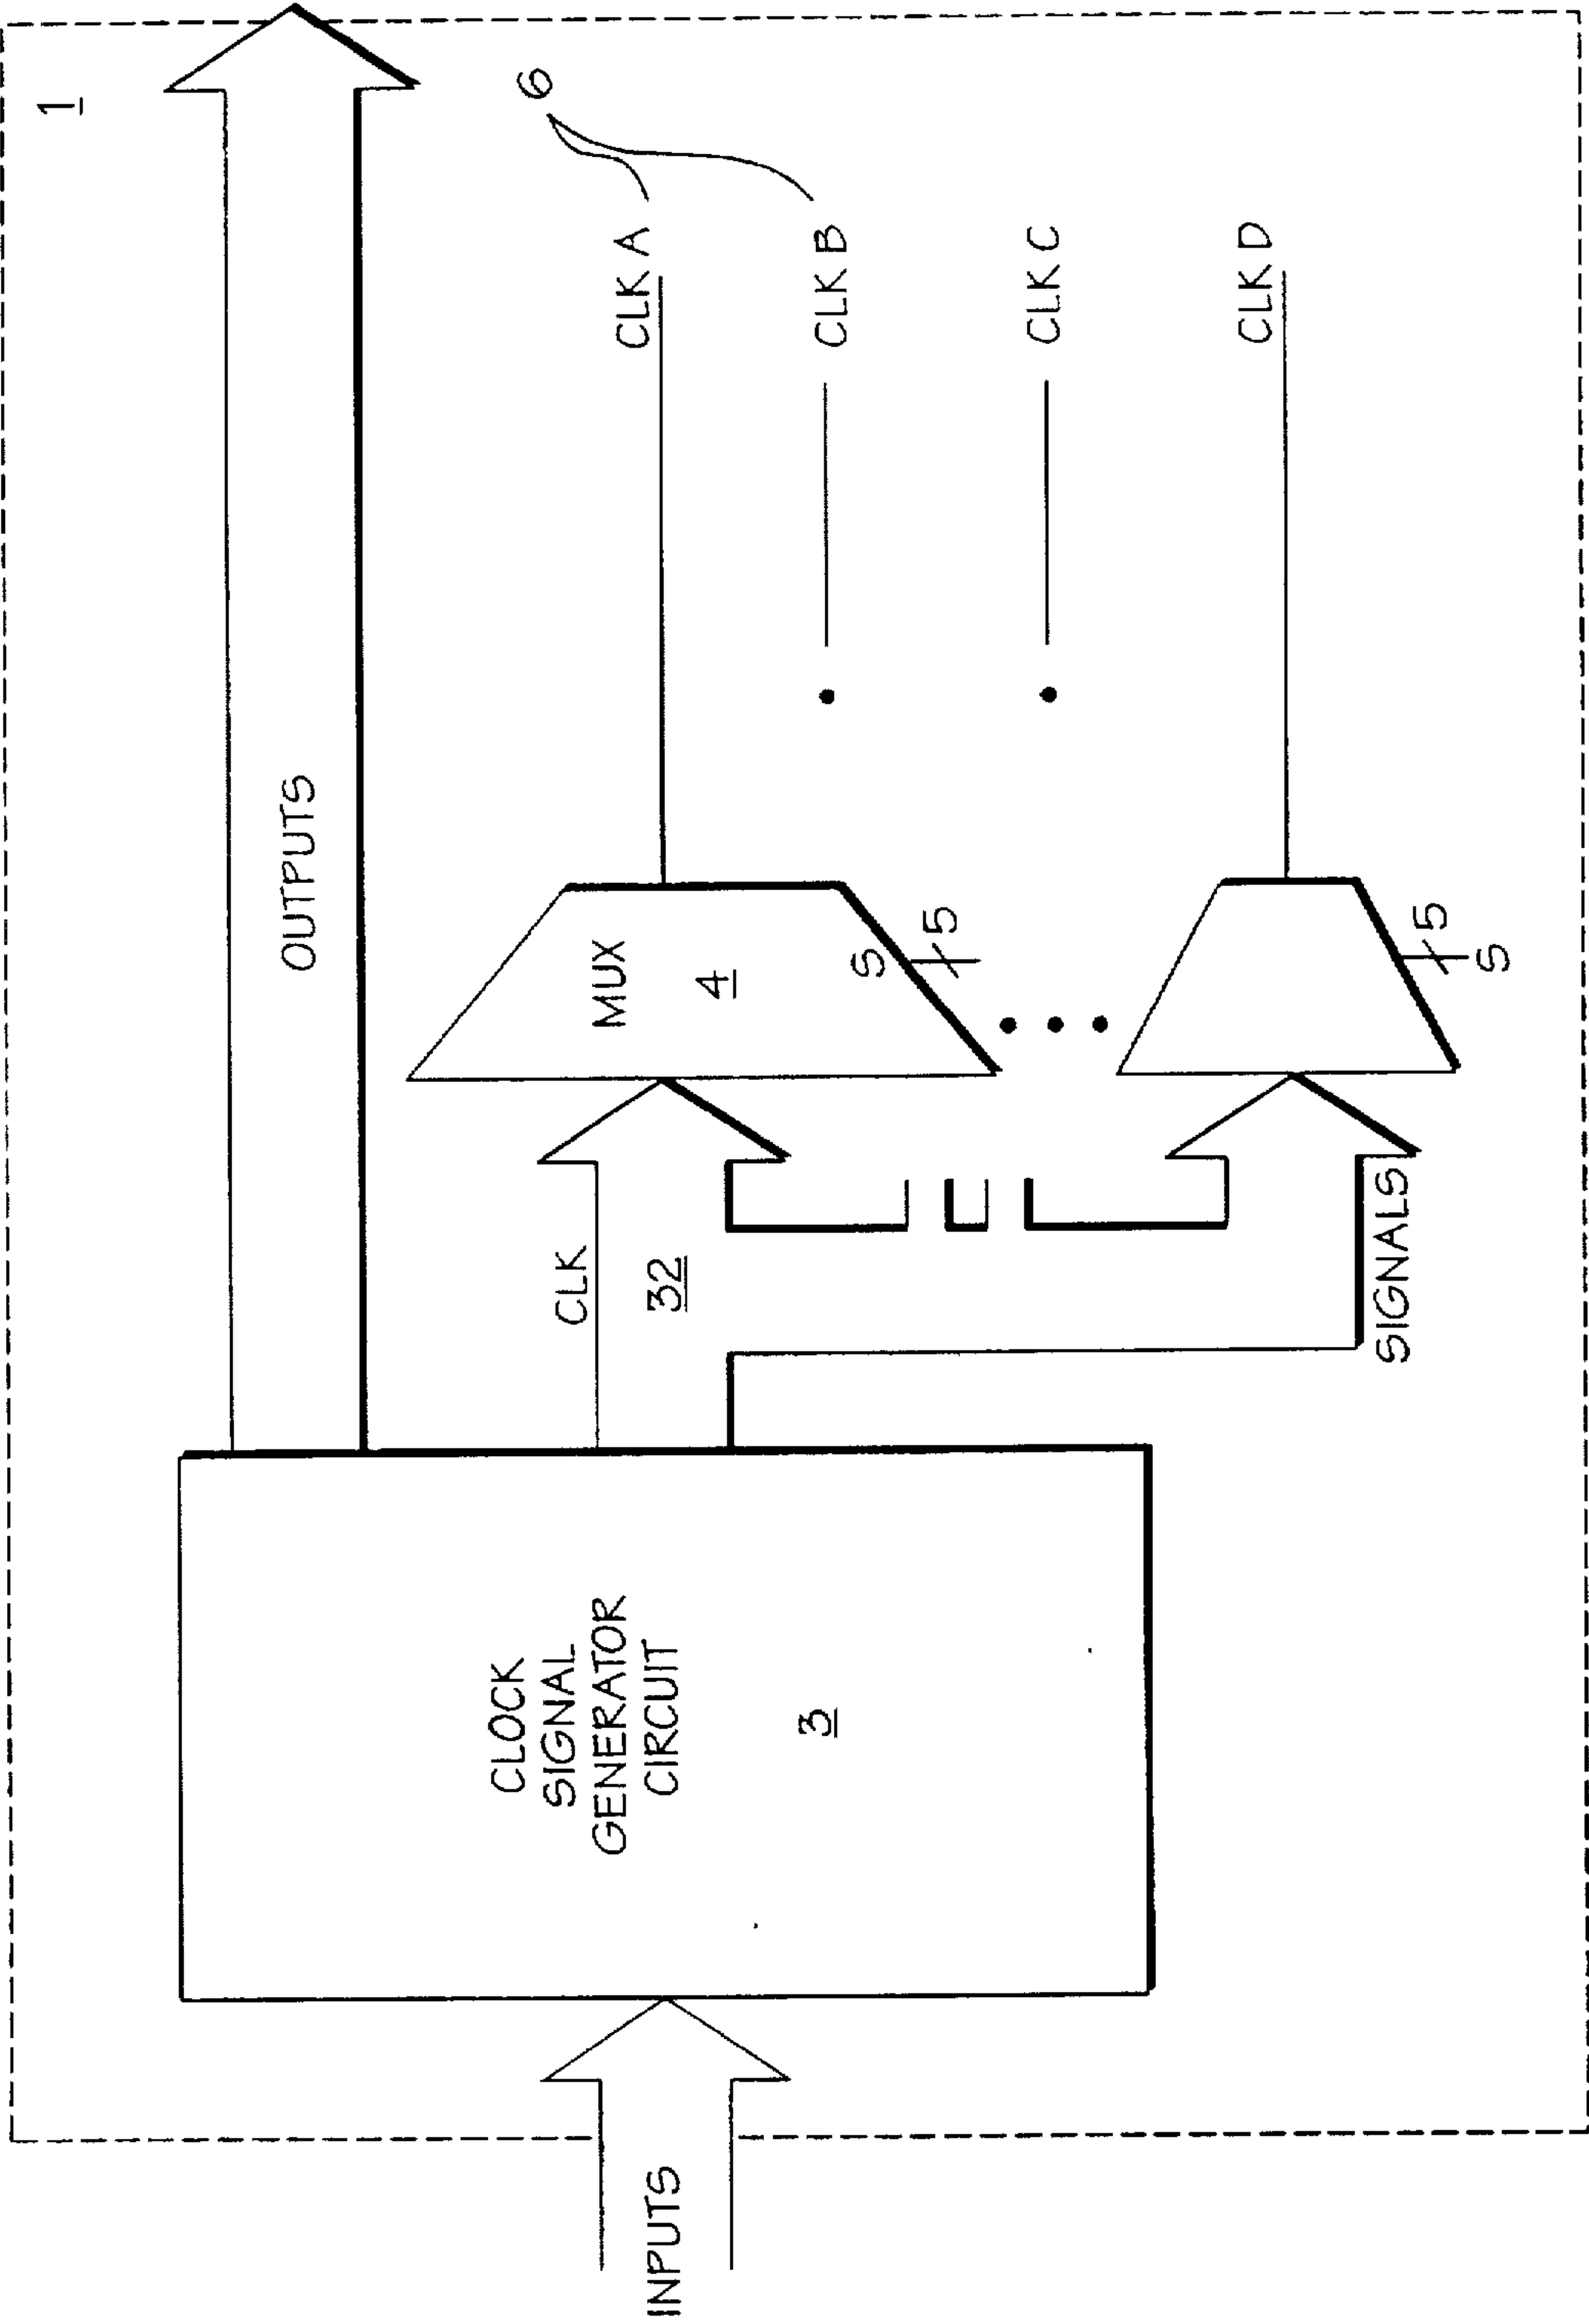 1
OUTPUTS
6
CLK A
CLK B
CLK C
CLK D
MUX
4
S
5
5
S
CLK
32
SIGNALS
CLOCK
SIGNAL
GENERATOR
CIRCUIT
3
INPUTS